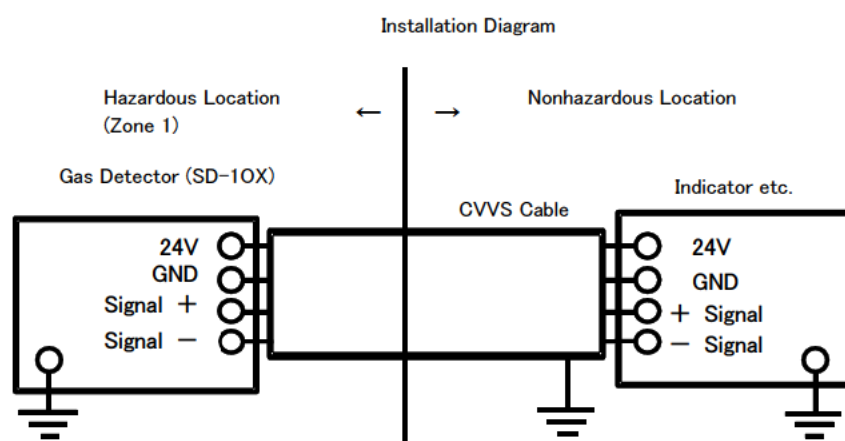 Installation Diagram
Hazardous Location
(Zone 1)
← →
Nonhazardous Location
Gas Detector (SD-1OX)
Indicator etc.
CVVS Cable
24V
GND
Signal +
Signal −
24V
GND
+ Signal
− Signal